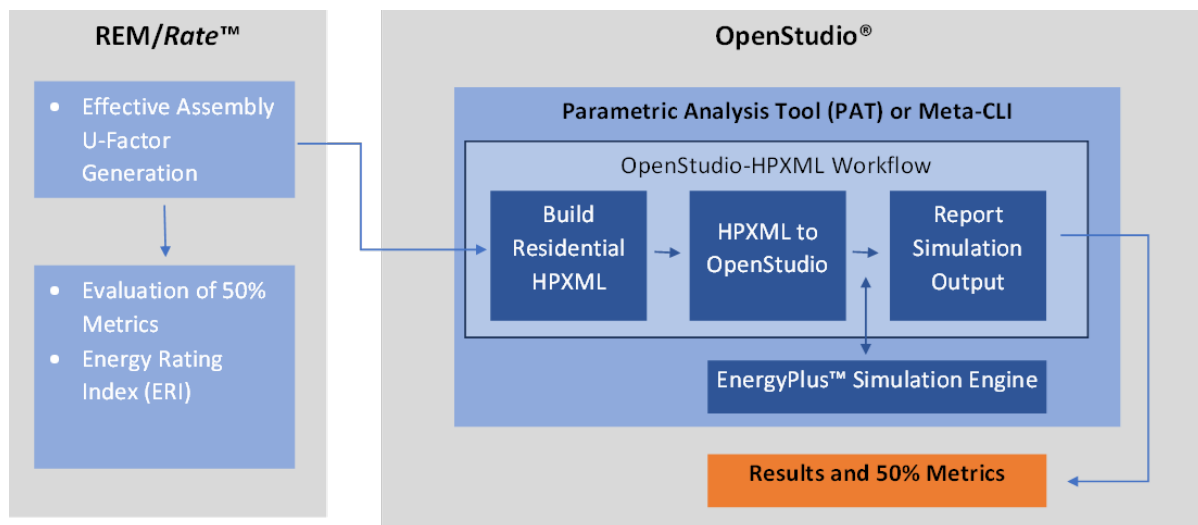 REM/Rate™
• Effective Assembly
U-Factor
Generation
• Evaluation of 50%
Metrics
• Energy Rating
Index (ERI)
OpenStudio®
Parametric Analysis Tool (PAT) or Meta-CLI
OpenStudio-HPXML Workflow
Build
Residential
HPXML
HPXML to
OpenStudio
Report
Simulation
Output
EnergyPlus™ Simulation Engine
Results and 50% Metrics